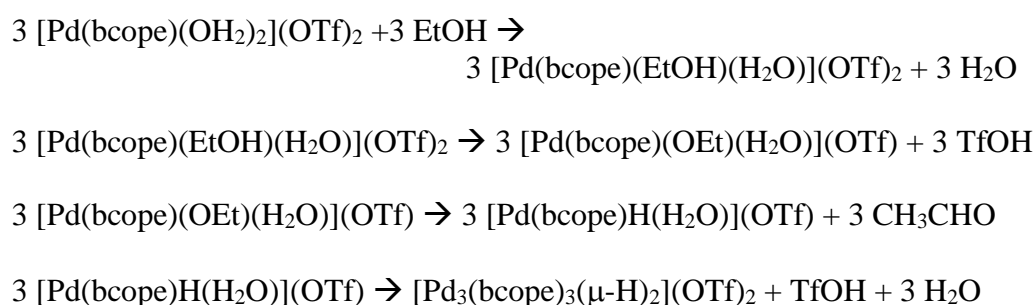 3 [Pd(bcope)(OH₂)₂](OTf)₂ +3 EtOH →
3 [Pd(bcope)(EtOH)(H₂O)](OTf)₂ + 3 H₂O
3 [Pd(bcope)(EtOH)(H₂O)](OTf)₂ → 3 [Pd(bcope)(OEt)(H₂O)](OTf) + 3 TfOH
3 [Pd(bcope)(OEt)(H₂O)](OTf) → 3 [Pd(bcope)H(H₂O)](OTf) + 3 CH₃CHO
3 [Pd(bcope)H(H₂O)](OTf) → [Pd₃(bcope)₃(μ-H)₂](OTf)₂ + TfOH + 3 H₂O